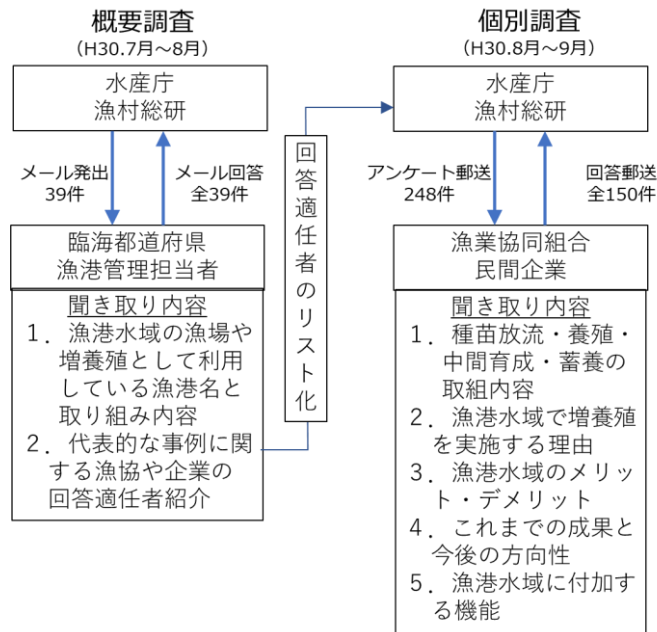 概要調査
（H30.7月～8月）
水産庁
漁村総研
メール発出
39件
メール回答
全39件
臨海都道府県
漁港管理担当者
聞き取り内容
1．漁港水域の漁場や
増養殖として利用
している漁港名と
取り組み内容
2．代表的な事例に関
する漁協や企業の
回答適任者紹介
回答適任者のリスト化
個別調査
（H30.8月～9月）
水産庁
漁村総研
アンケート郵送
248件
回答郵送
全150件
漁業協同組合
民間企業
聞き取り内容
1．種苗放流・養殖・
中間育成・蓄養の
取組内容
2．漁港水域で増養殖
を実施する理由
3．漁港水域のメリッ
ト・デメリット
4．これまでの成果と
今後の方向性
5．漁港水域に付加す
る機能